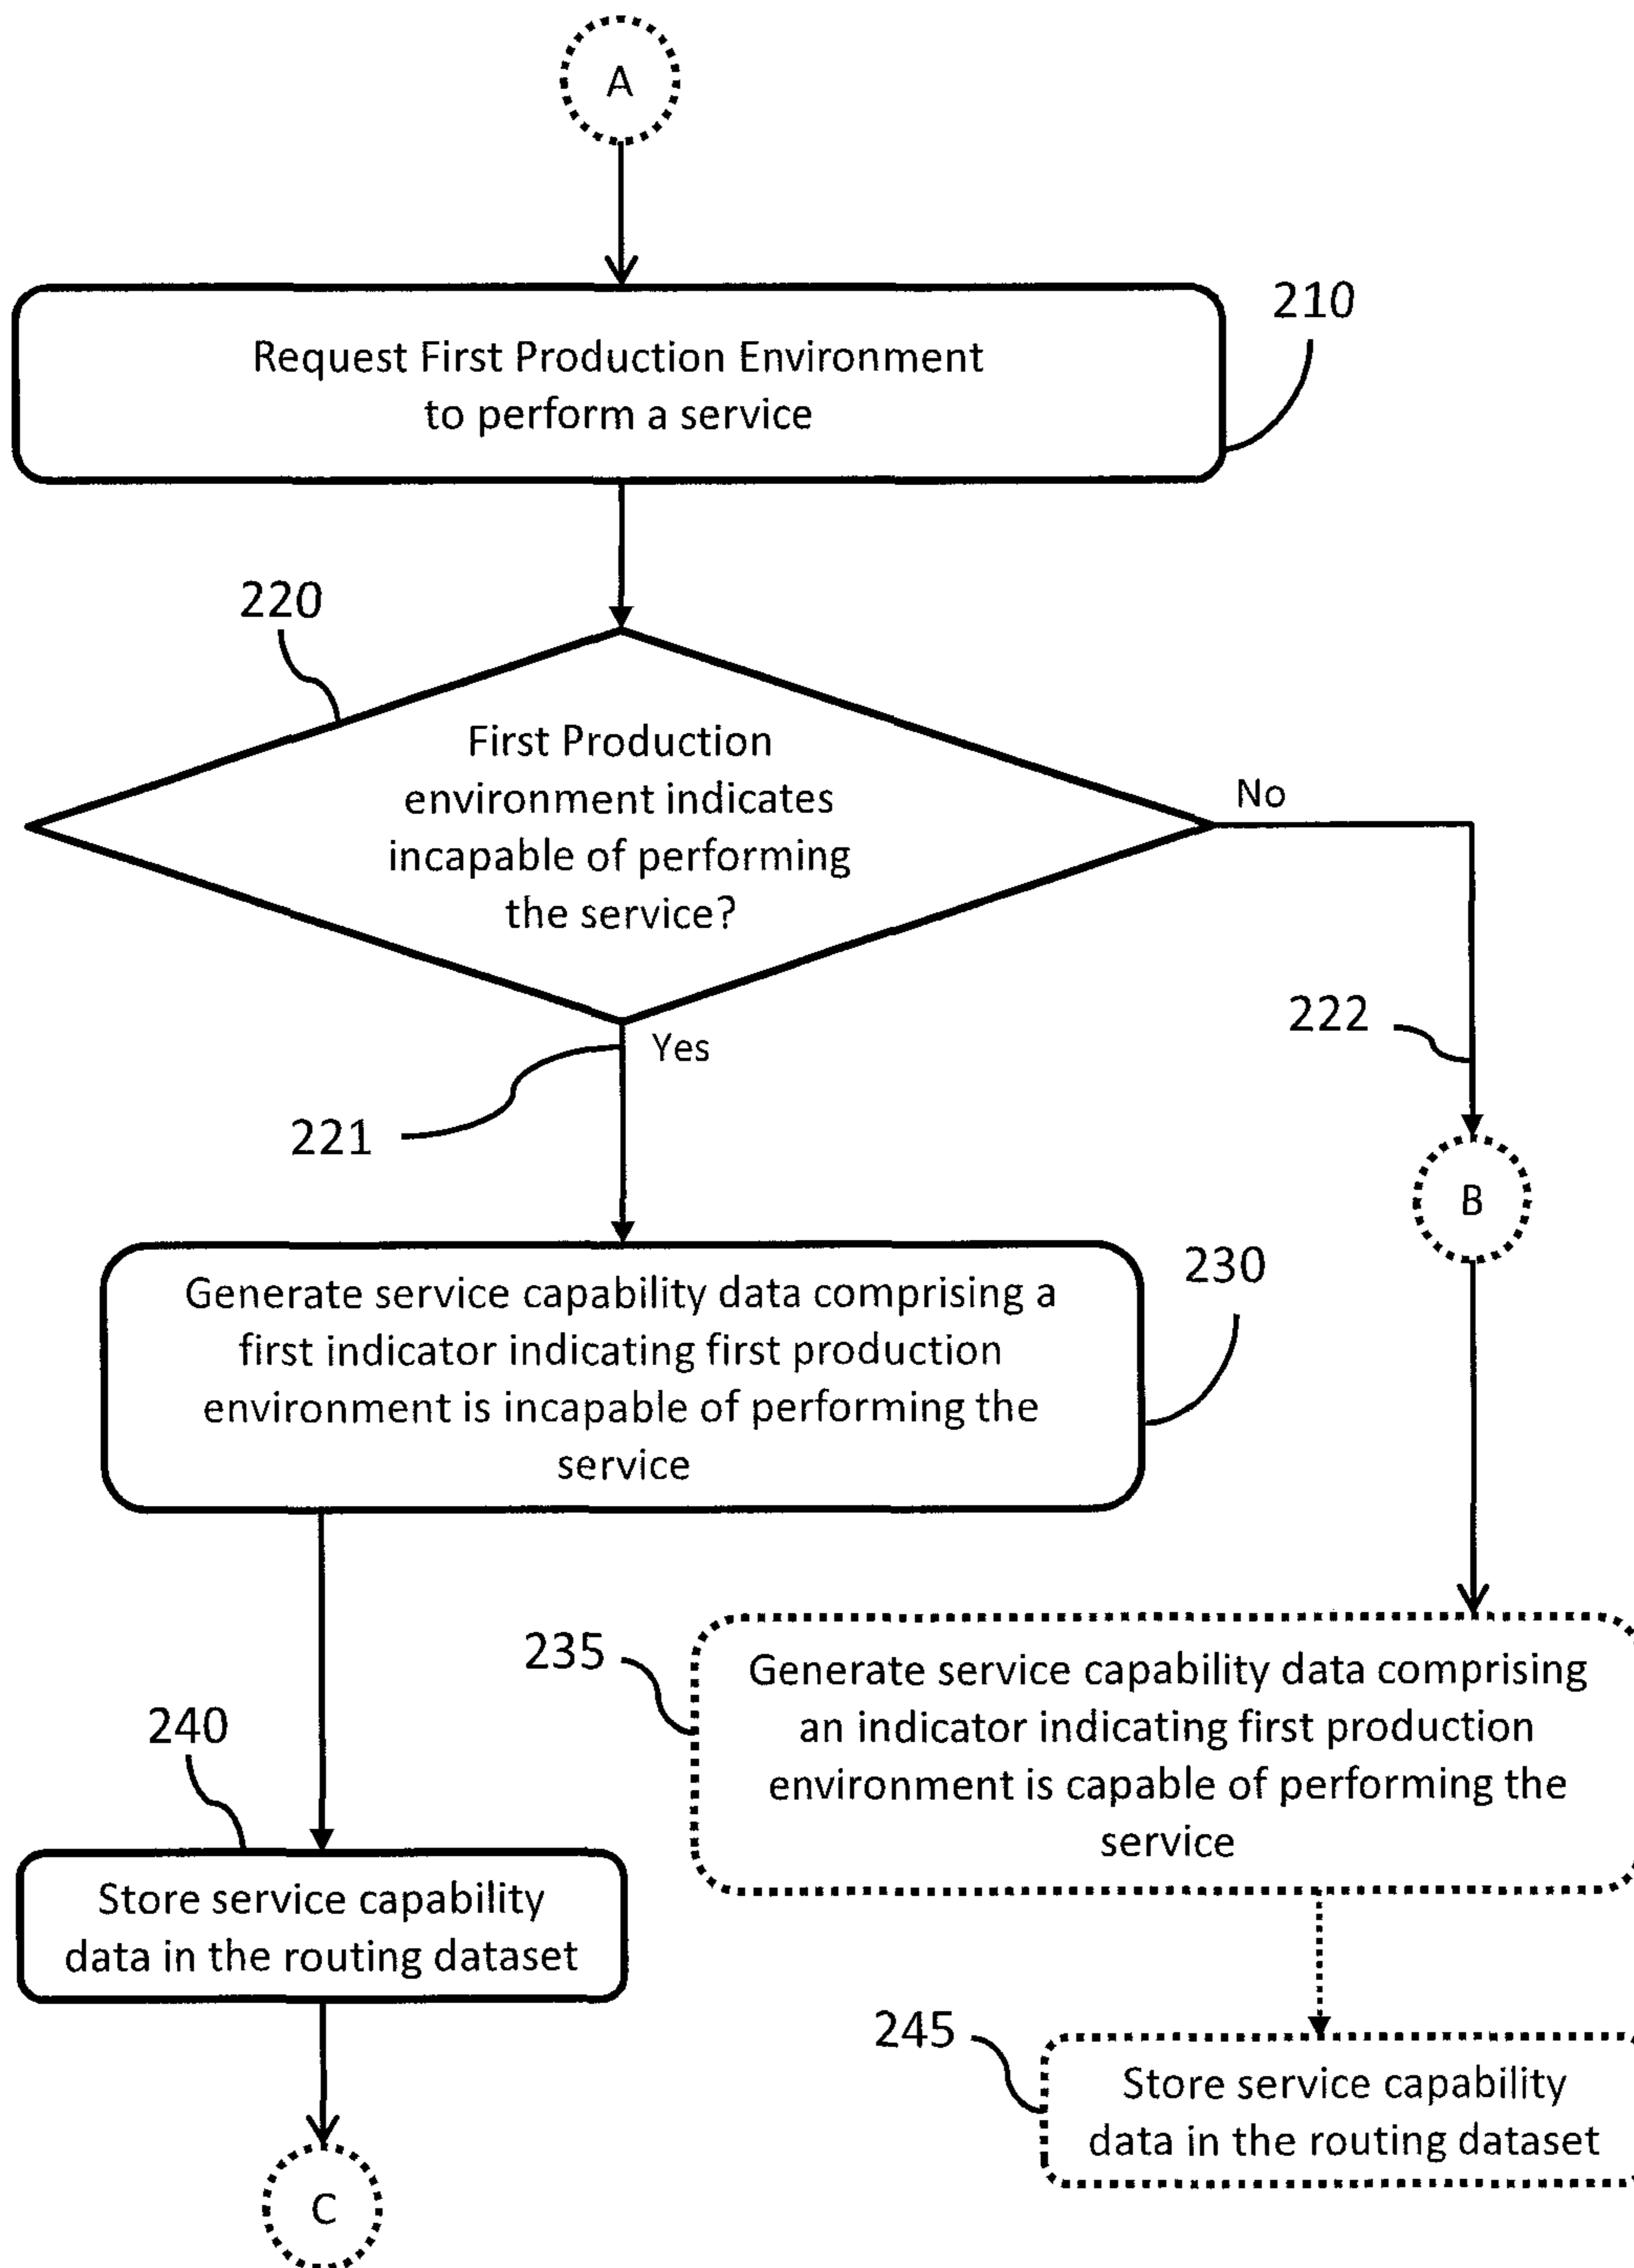 A
210
Request First Production Environment
to perform a service
220
First Production
environment indicates
incapable of performing
the service?
No
222
Yes
221
B
230
Generate service capability data comprising a
first indicator indicating first production
environment is incapable of performing the
service
235
Generate service capability data comprising
an indicator indicating first production
environment is capable of performing the
service
240
Store service capability
data in the routing dataset
245
Store service capability
data in the routing dataset
C